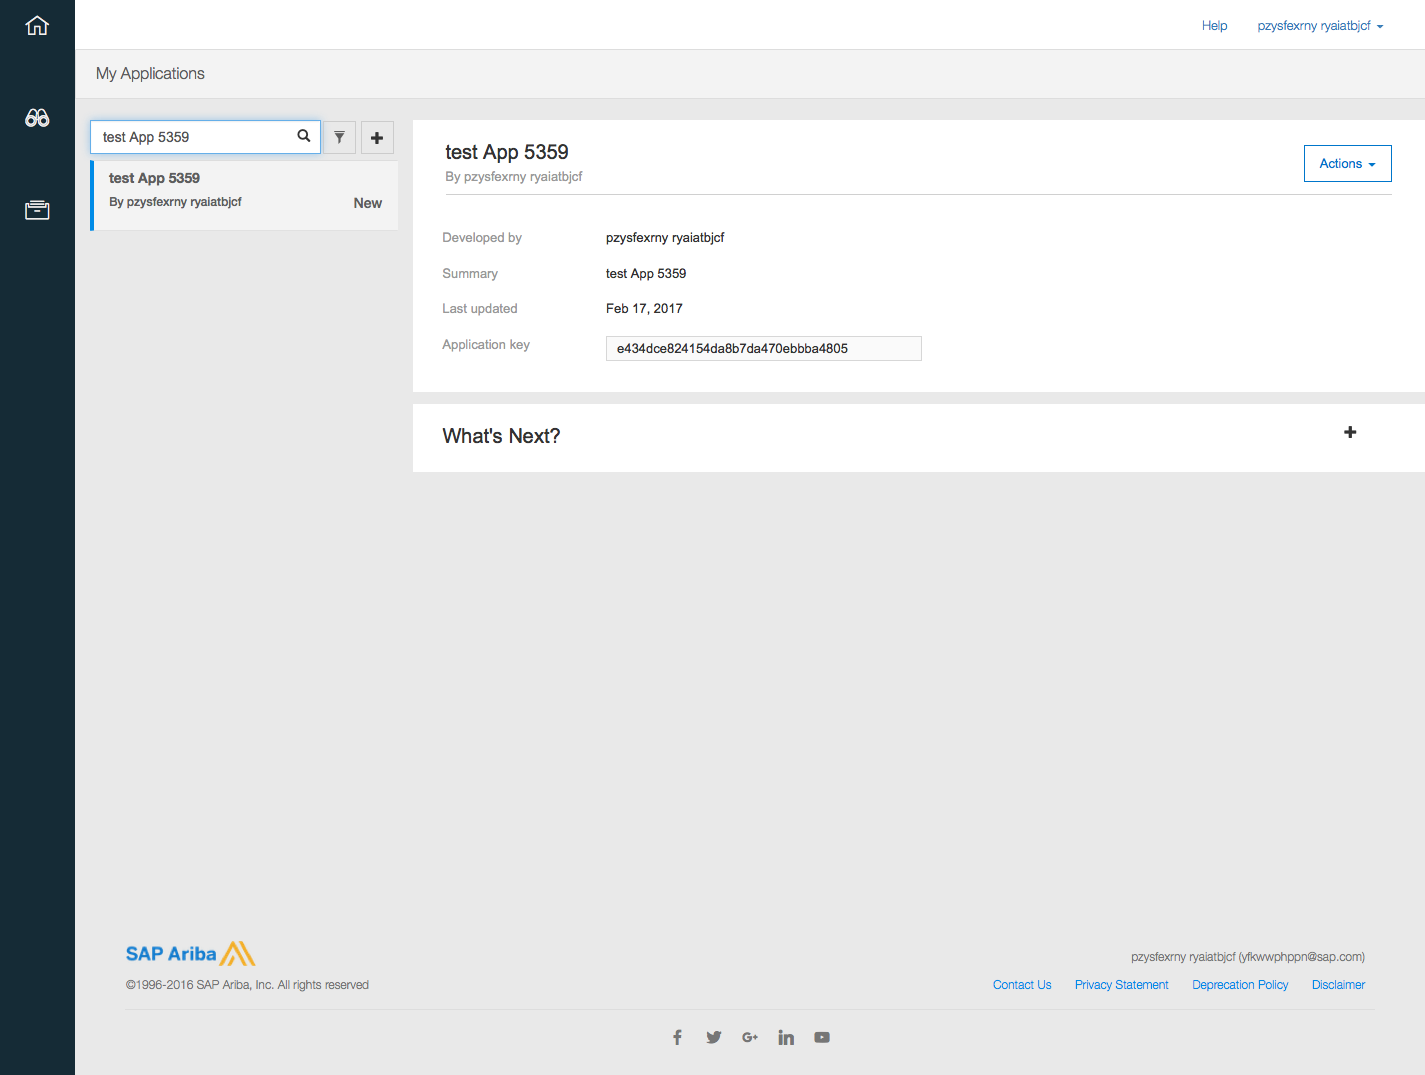 Help pzysfexrny ryaiatbjcf
My Applications
test App 5359
test App 5359
By pzysfexrny ryaiatbjcf
New
test App 5359
By pzysfexrny ryaiatbjcf
Actions
Developed by pzysfexrny ryaiatbjcf
Summary test App 5359
Last updated Feb 17, 2017
Application key e434dce824154da8b7da470ebbba4805
What's Next?
SAP Ariba
pzysfexrny ryaiatbjcf (yfkwwphppn@sap.com)
©1996-2016 SAP Ariba, Inc. All rights reserved
Contact Us Privacy Statement Deprecation Policy Disclaimer